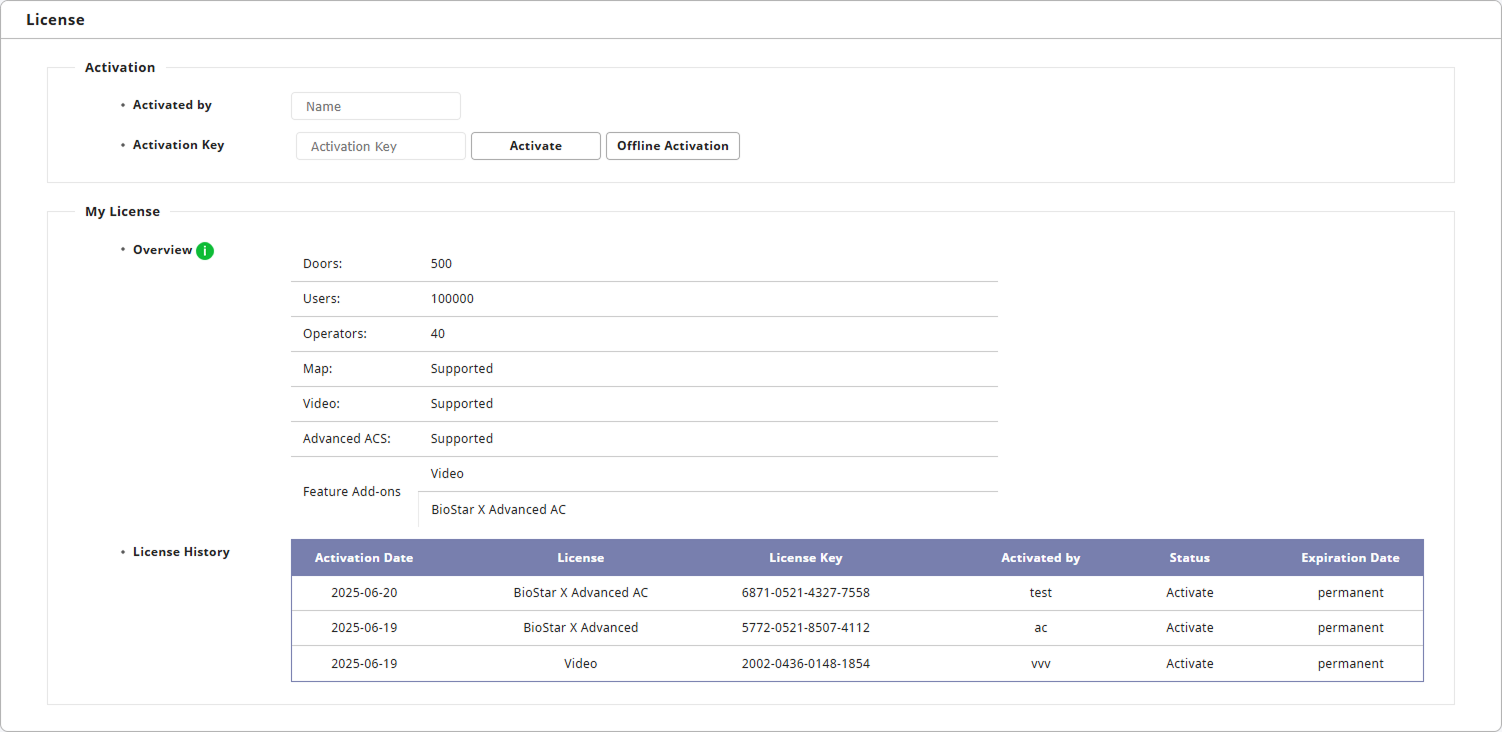 License
Activation
Activated by Name
Activation Key Activation Key Activate Offline Activation
My License
Overview i
Doors: 500
Users: 100000
Operators: 40
Map: Supported
Video: Supported
Advanced ACS: Supported
Feature Add-ons Video
BioStar X Advanced AC
License History
Activation Date License License Key Activated by Status Expiration Date
2025-06-20 BioStar X Advanced AC 6871-0521-4327-7558 test Activate permanent
2025-06-19 BioStar X Advanced 5772-0521-8507-4112 ac Activate permanent
2025-06-19 Video 2002-0436-0148-1854 vvv Activate permanent